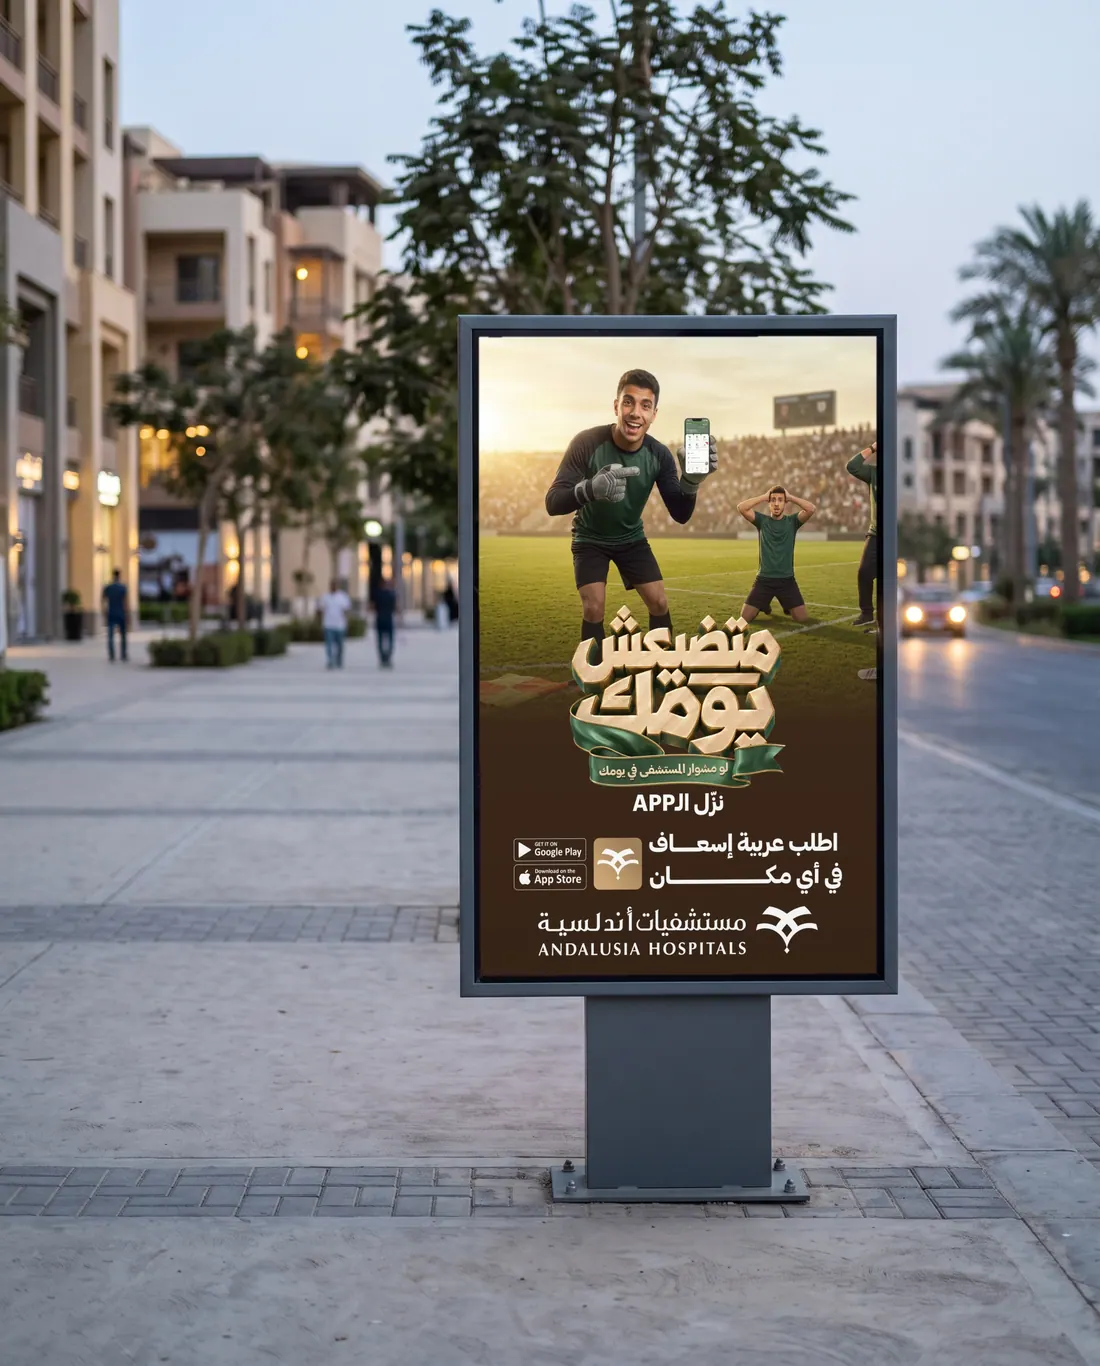 متضيعش
يومك
لو مشوار المستشفى في يومك
نزّل الـAPP
اطلب عربية إسعاف
في أي مكان
GET IT ON
Google Play
Download on the
App Store
مستشفيات أندلسية
ANDALUSIA HOSPITALS